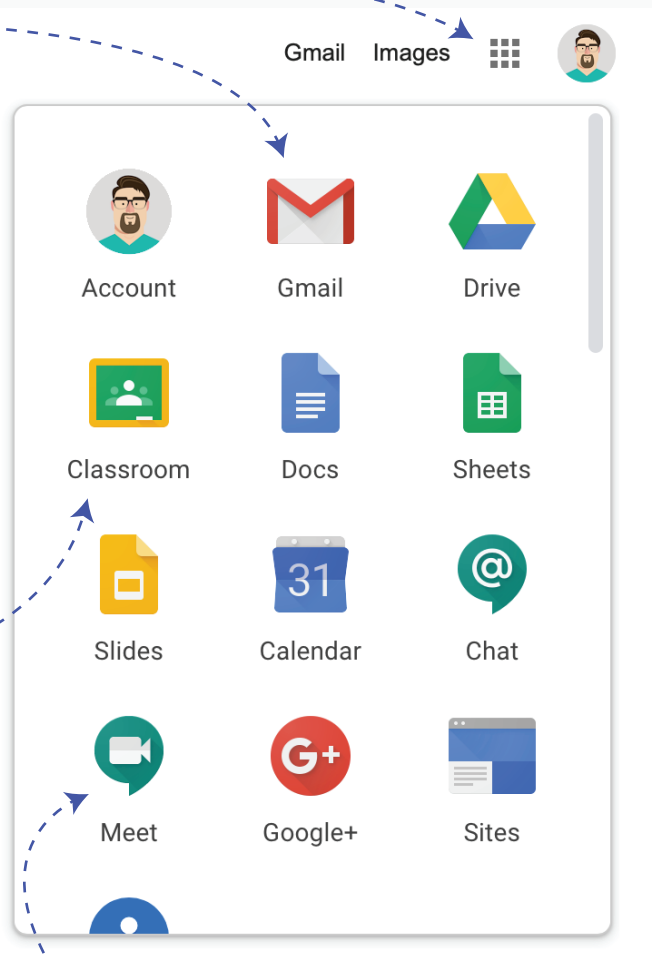 Gmail Images
Account Gmail Drive
Classroom Docs Sheets
31 @
Slides Calendar Chat
G+
Meet Google+ Sites